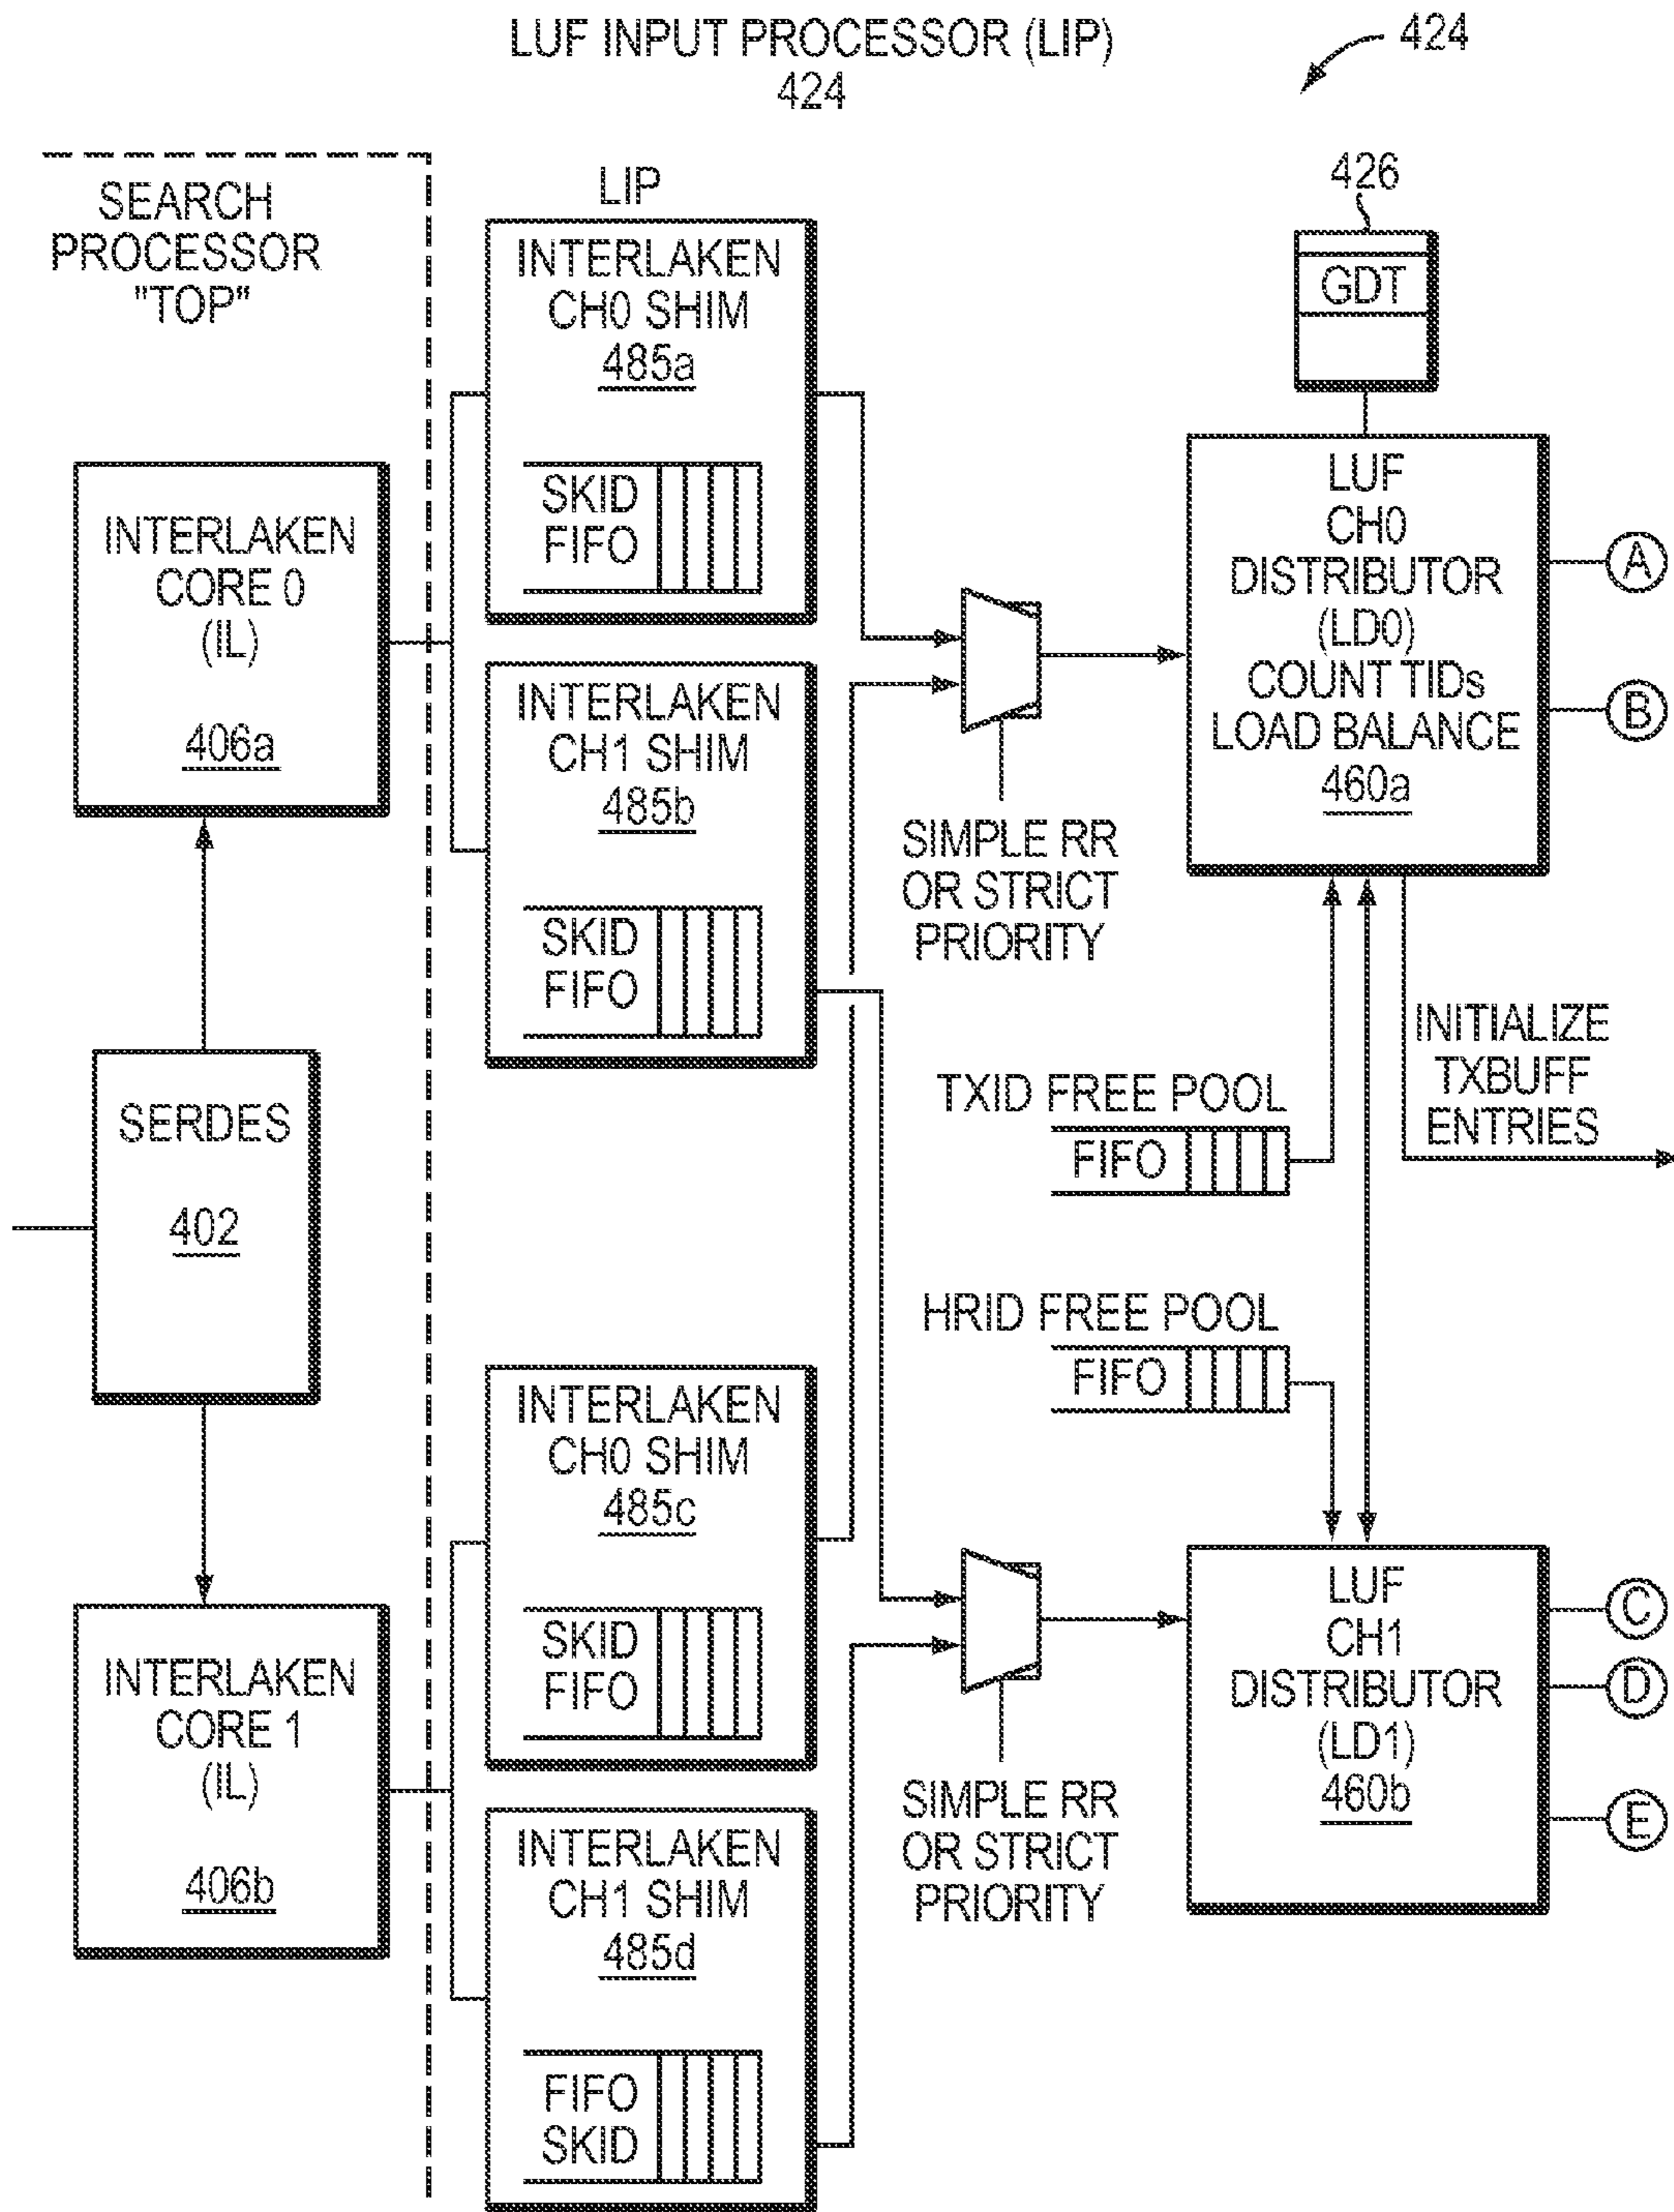 LUF INPUT PROCESSOR (LIP)
424
424
SEARCH
PROCESSOR
"TOP"
LIP
INTERLAKEN
CH0 SHIM
485a
SKID
FIFO
426
GDT
INTERLAKEN
CORE 0
(IL)
406a
INTERLAKEN
CH1 SHIM
485b
SKID
FIFO
SIMPLE RR
OR STRICT
PRIORITY
LUF
CH0
DISTRIBUTOR
(LD0)
COUNT TIDs
LOAD BALANCE
460a
A
B
SERDES
402
TXID FREE POOL
FIFO
INITIALIZE
TXBUFF
ENTRIES
HRID FREE POOL
FIFO
INTERLAKEN
CH0 SHIM
485c
SKID
FIFO
INTERLAKEN
CORE 1
(IL)
406b
INTERLAKEN
CH1 SHIM
485d
FIFO
SKID
SIMPLE RR
OR STRICT
PRIORITY
LUF
CH1
DISTRIBUTOR
(LD1)
460b
C
D
E